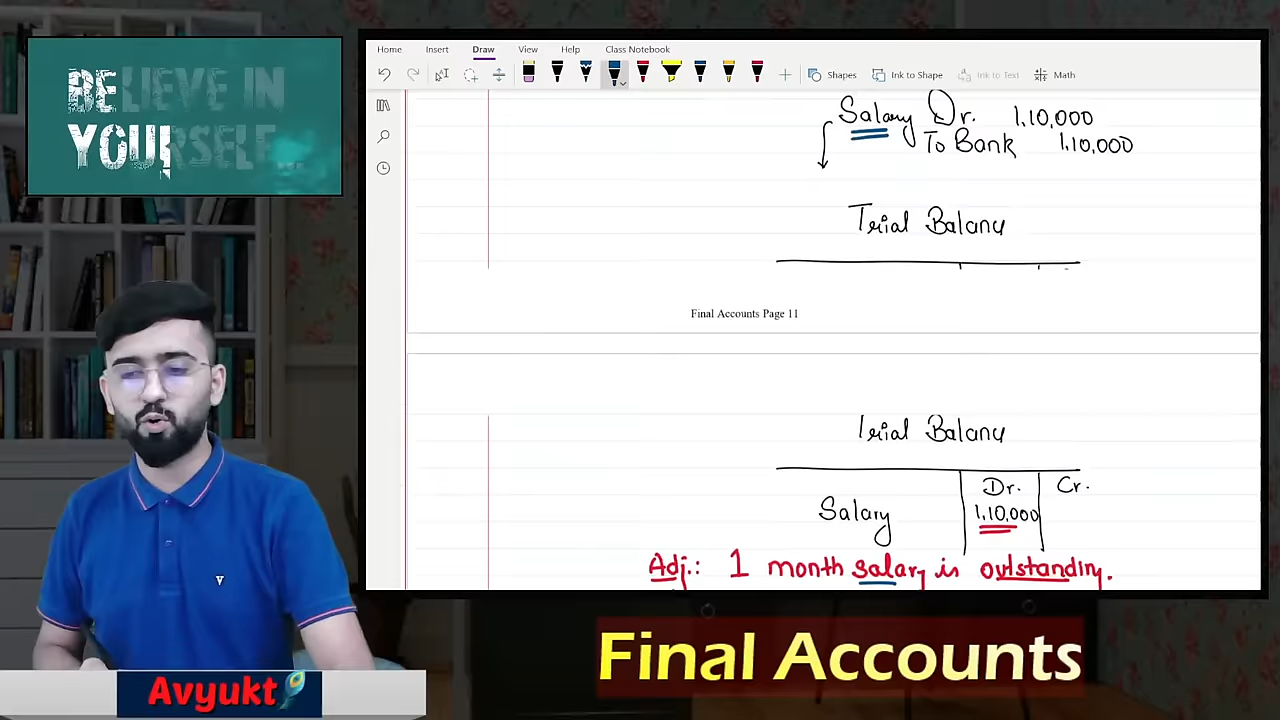 BELIEVE IN
YOURSELF...
Home Insert Draw View Help Class Notebook
Shapes Ink to Shape Ink to Text Math
Salary Dr. 1,10,000
To Bank 1,10,000
Trial Balance
Final Accounts Page 11
Trial Balance
Dr. Cr.
Salary 1,10,000
Adj.: 1 month salary is outstanding.
Final Accounts
Avyukt